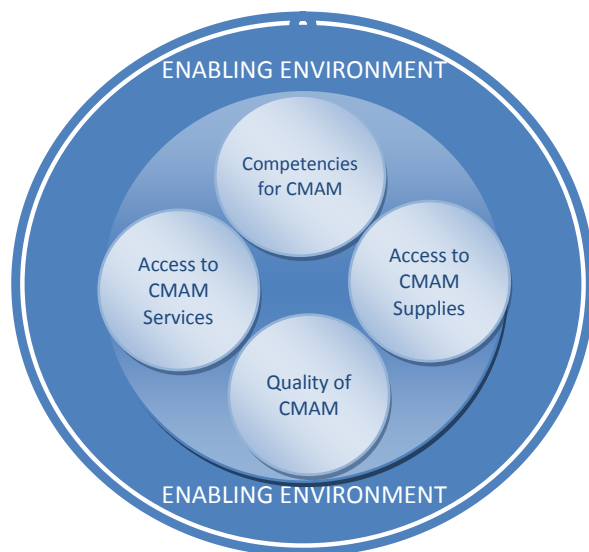 ENABLING ENVIRONMENT
Competencies
for CMAM
Access to
CMAM
Services
Access to
CMAM
Supplies
Quality of
CMAM
ENABLING ENVIRONMENT